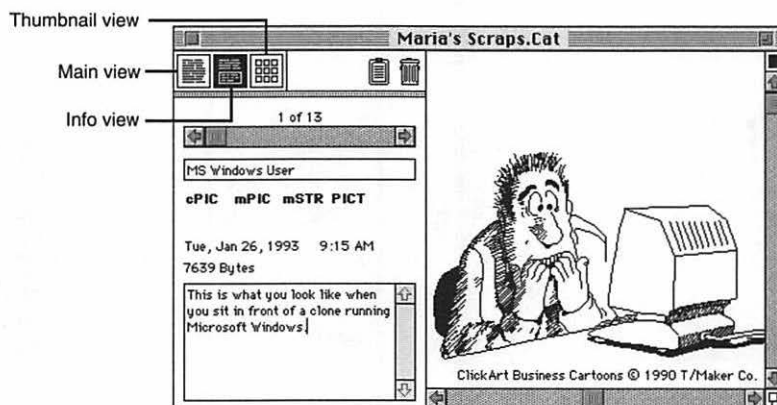 Thumbnail view
Main view
Info view
Maria's Scraps.Cat
1 of 13
MS Windows User
cPIC mPIC mSTR PICT
Tue, Jan 26, 1993 9:15 AM
7639 Bytes
This is what you look like when
you sit in front of a clone running
Microsoft Windows.
ClickArt Business Cartoons © 1990 T/Maker Co.